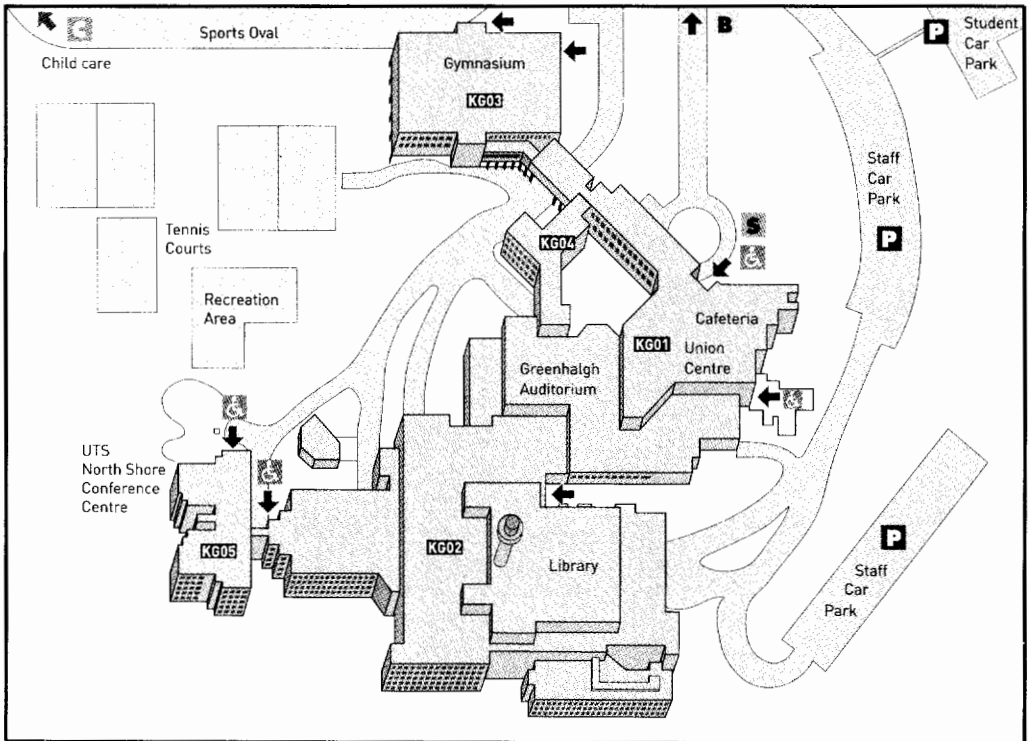 Sports Oval
Child care
B
P
Student
Car
Park
Gymnasium
KG03
Staff
Car
Park
P
Tennis
Courts
KG04
S
Recreation
Area
Cafeteria
KG01
Union
Centre
Greenhalgh
Auditorium
UTS
North Shore
Conference
Centre
KG05
KG02
Library
P
Staff
Car
Park